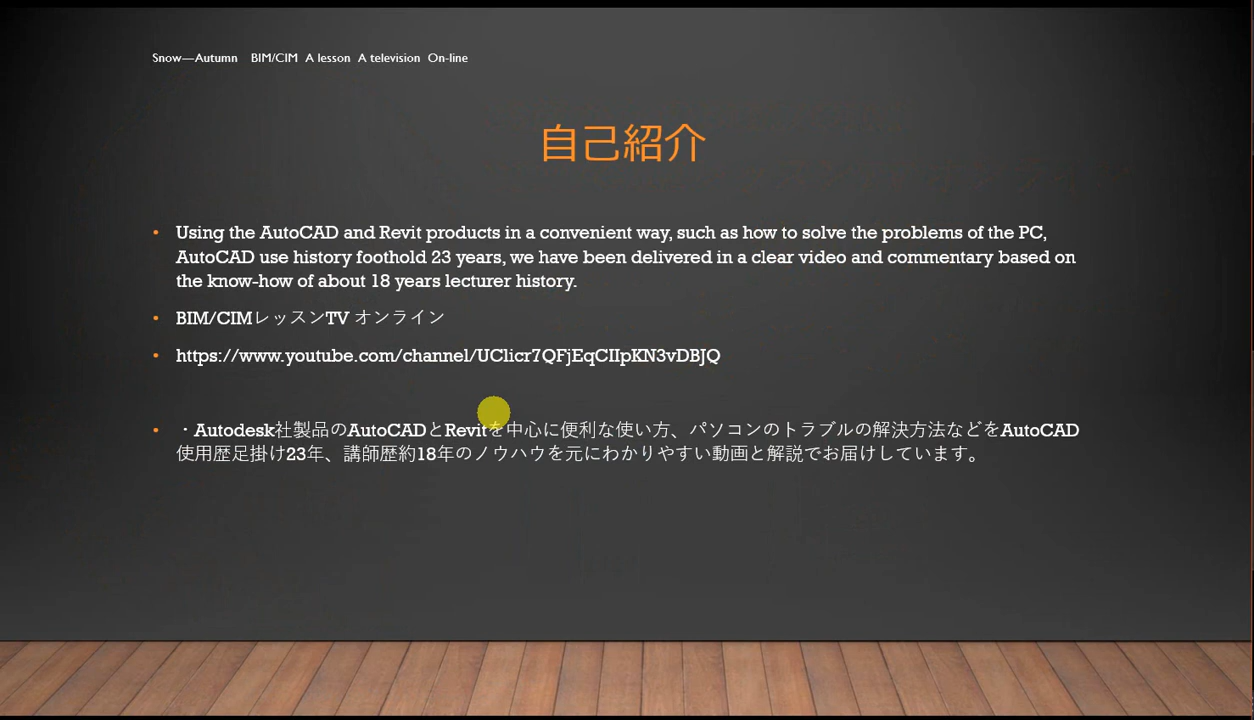 Snow—Autumn BIM/CIM A lesson A television On-line
自己紹介
• Using the AutoCAD and Revit products in a convenient way, such as how to solve the problems of the PC,
AutoCAD use history foothold 23 years, we have been delivered in a clear video and commentary based on
the know-how of about 18 years lecturer history.
• BIM/CIMレッスンTV オンライン
• https://www.youtube.com/channel/UClicr7QFjEqCIIpKN3vDBJQ
• ・Autodesk社製品のAutoCADとRevitを中心に便利な使い方、パソコンのトラブルの解決方法などをAutoCAD
使用歴足掛け23年、講師歴約18年のノウハウを元にわかりやすい動画と解説でお届けしています。